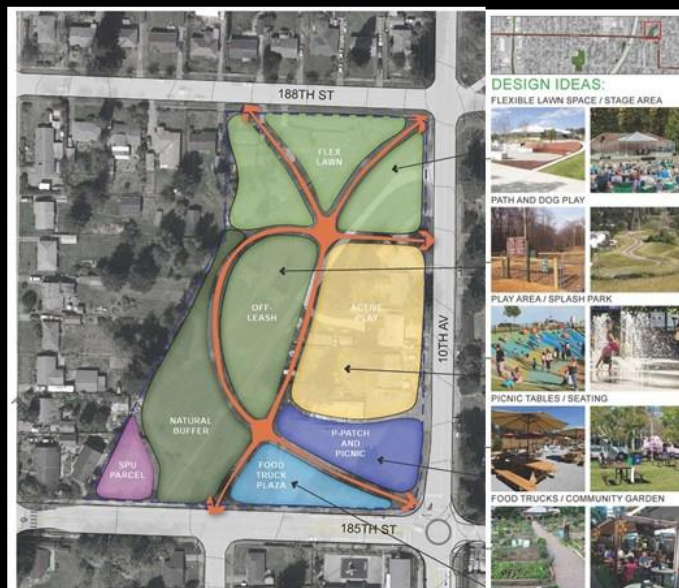 188TH ST
FLEX
LAWN
OFF-
LEASH
ACTIVE
PLAY
10TH AV
NATURAL
BUFFER
P-PATCH
AND
PICNIC
SPU
PARCEL
FOOD
TRUCK
PLAZA
185TH ST
DESIGN IDEAS:
FLEXIBLE LAWN SPACE / STAGE AREA
PATH AND DOG PLAY
PLAY AREA / SPLASH PARK
PICNIC TABLES / SEATING
FOOD TRUCKS / COMMUNITY GARDEN